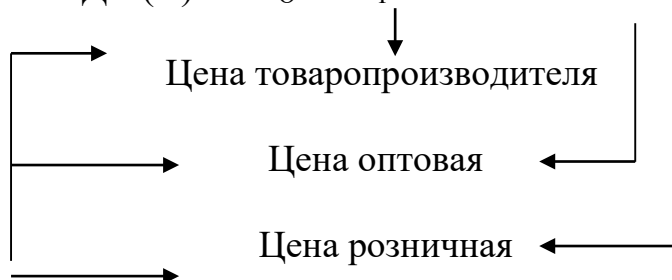 Цена товаропроизводителя
Цена оптовая
Цена розничная